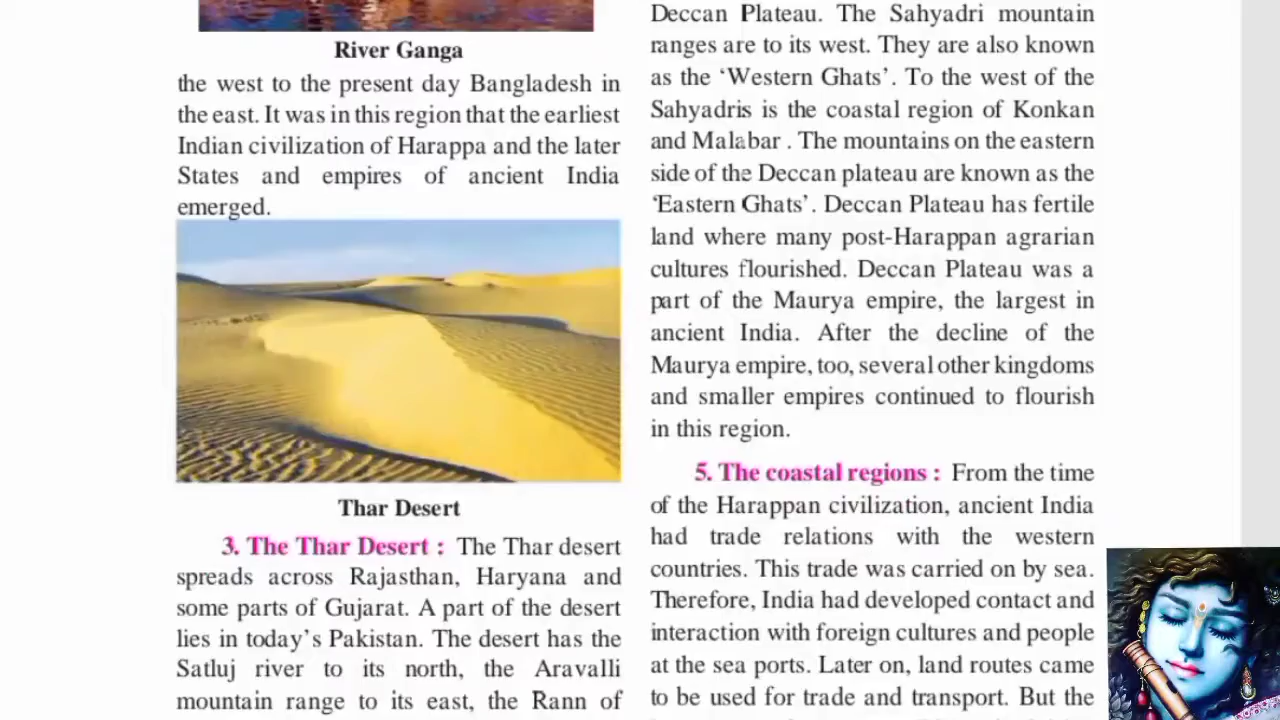 River Ganga
the west to the present day Bangladesh in
the east. It was in this region that the earliest
Indian civilization of Harappa and the later
States and empires of ancient India
emerged.
Thar Desert
3. The Thar Desert : The Thar desert
spreads across Rajasthan, Haryana and
some parts of Gujarat. A part of the desert
lies in today’s Pakistan. The desert has the
Satluj river to its north, the Aravalli
mountain range to its east, the Rann of
Deccan Plateau. The Sahyadri mountain
ranges are to its west. They are also known
as the ‘Western Ghats’. To the west of the
Sahyadris is the coastal region of Konkan
and Malabar . The mountains on the eastern
side of the Deccan plateau are known as the
‘Eastern Ghats’. Deccan Plateau has fertile
land where many post-Harappan agrarian
cultures flourished. Deccan Plateau was a
part of the Maurya empire, the largest in
ancient India. After the decline of the
Maurya empire, too, several other kingdoms
and smaller empires continued to flourish
in this region.
5. The coastal regions : From the time
of the Harappan civilization, ancient India
had trade relations with the western
countries. This trade was carried on by sea.
Therefore, India had developed contact and
interaction with foreign cultures and people
at the sea ports. Later on, land routes came
to be used for trade and transport. But the